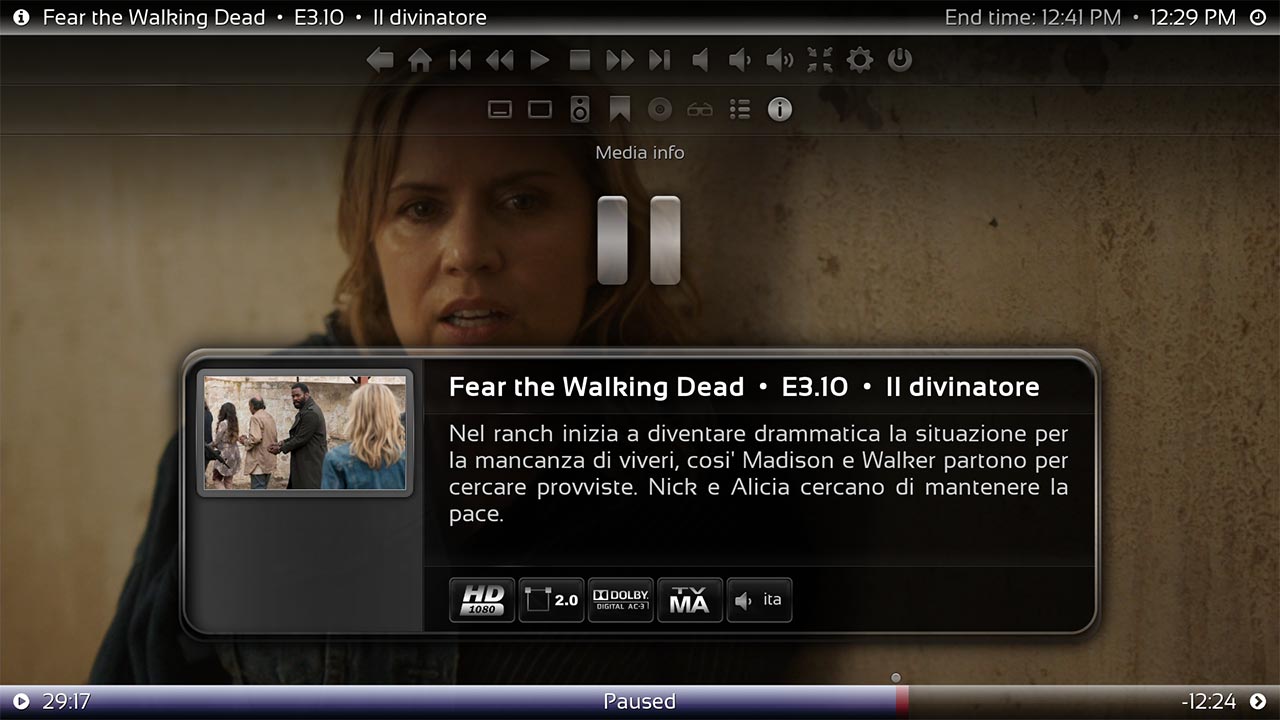 Fear the Walking Dead • E3.10 • Il divinatore
End time: 12:41 PM • 12:29 PM
Media info
Fear the Walking Dead • E3.10 • Il divinatore
Nel ranch inizia a diventare drammatica la situazione per
la mancanza di viveri, cosi' Madison e Walker partono per
cercare provviste. Nick e Alicia cercano di mantenere la
pace.
HD 1080
2.0
DOLBY DIGITAL AC-3
TV MA
ita
29:17
Paused
-12:24